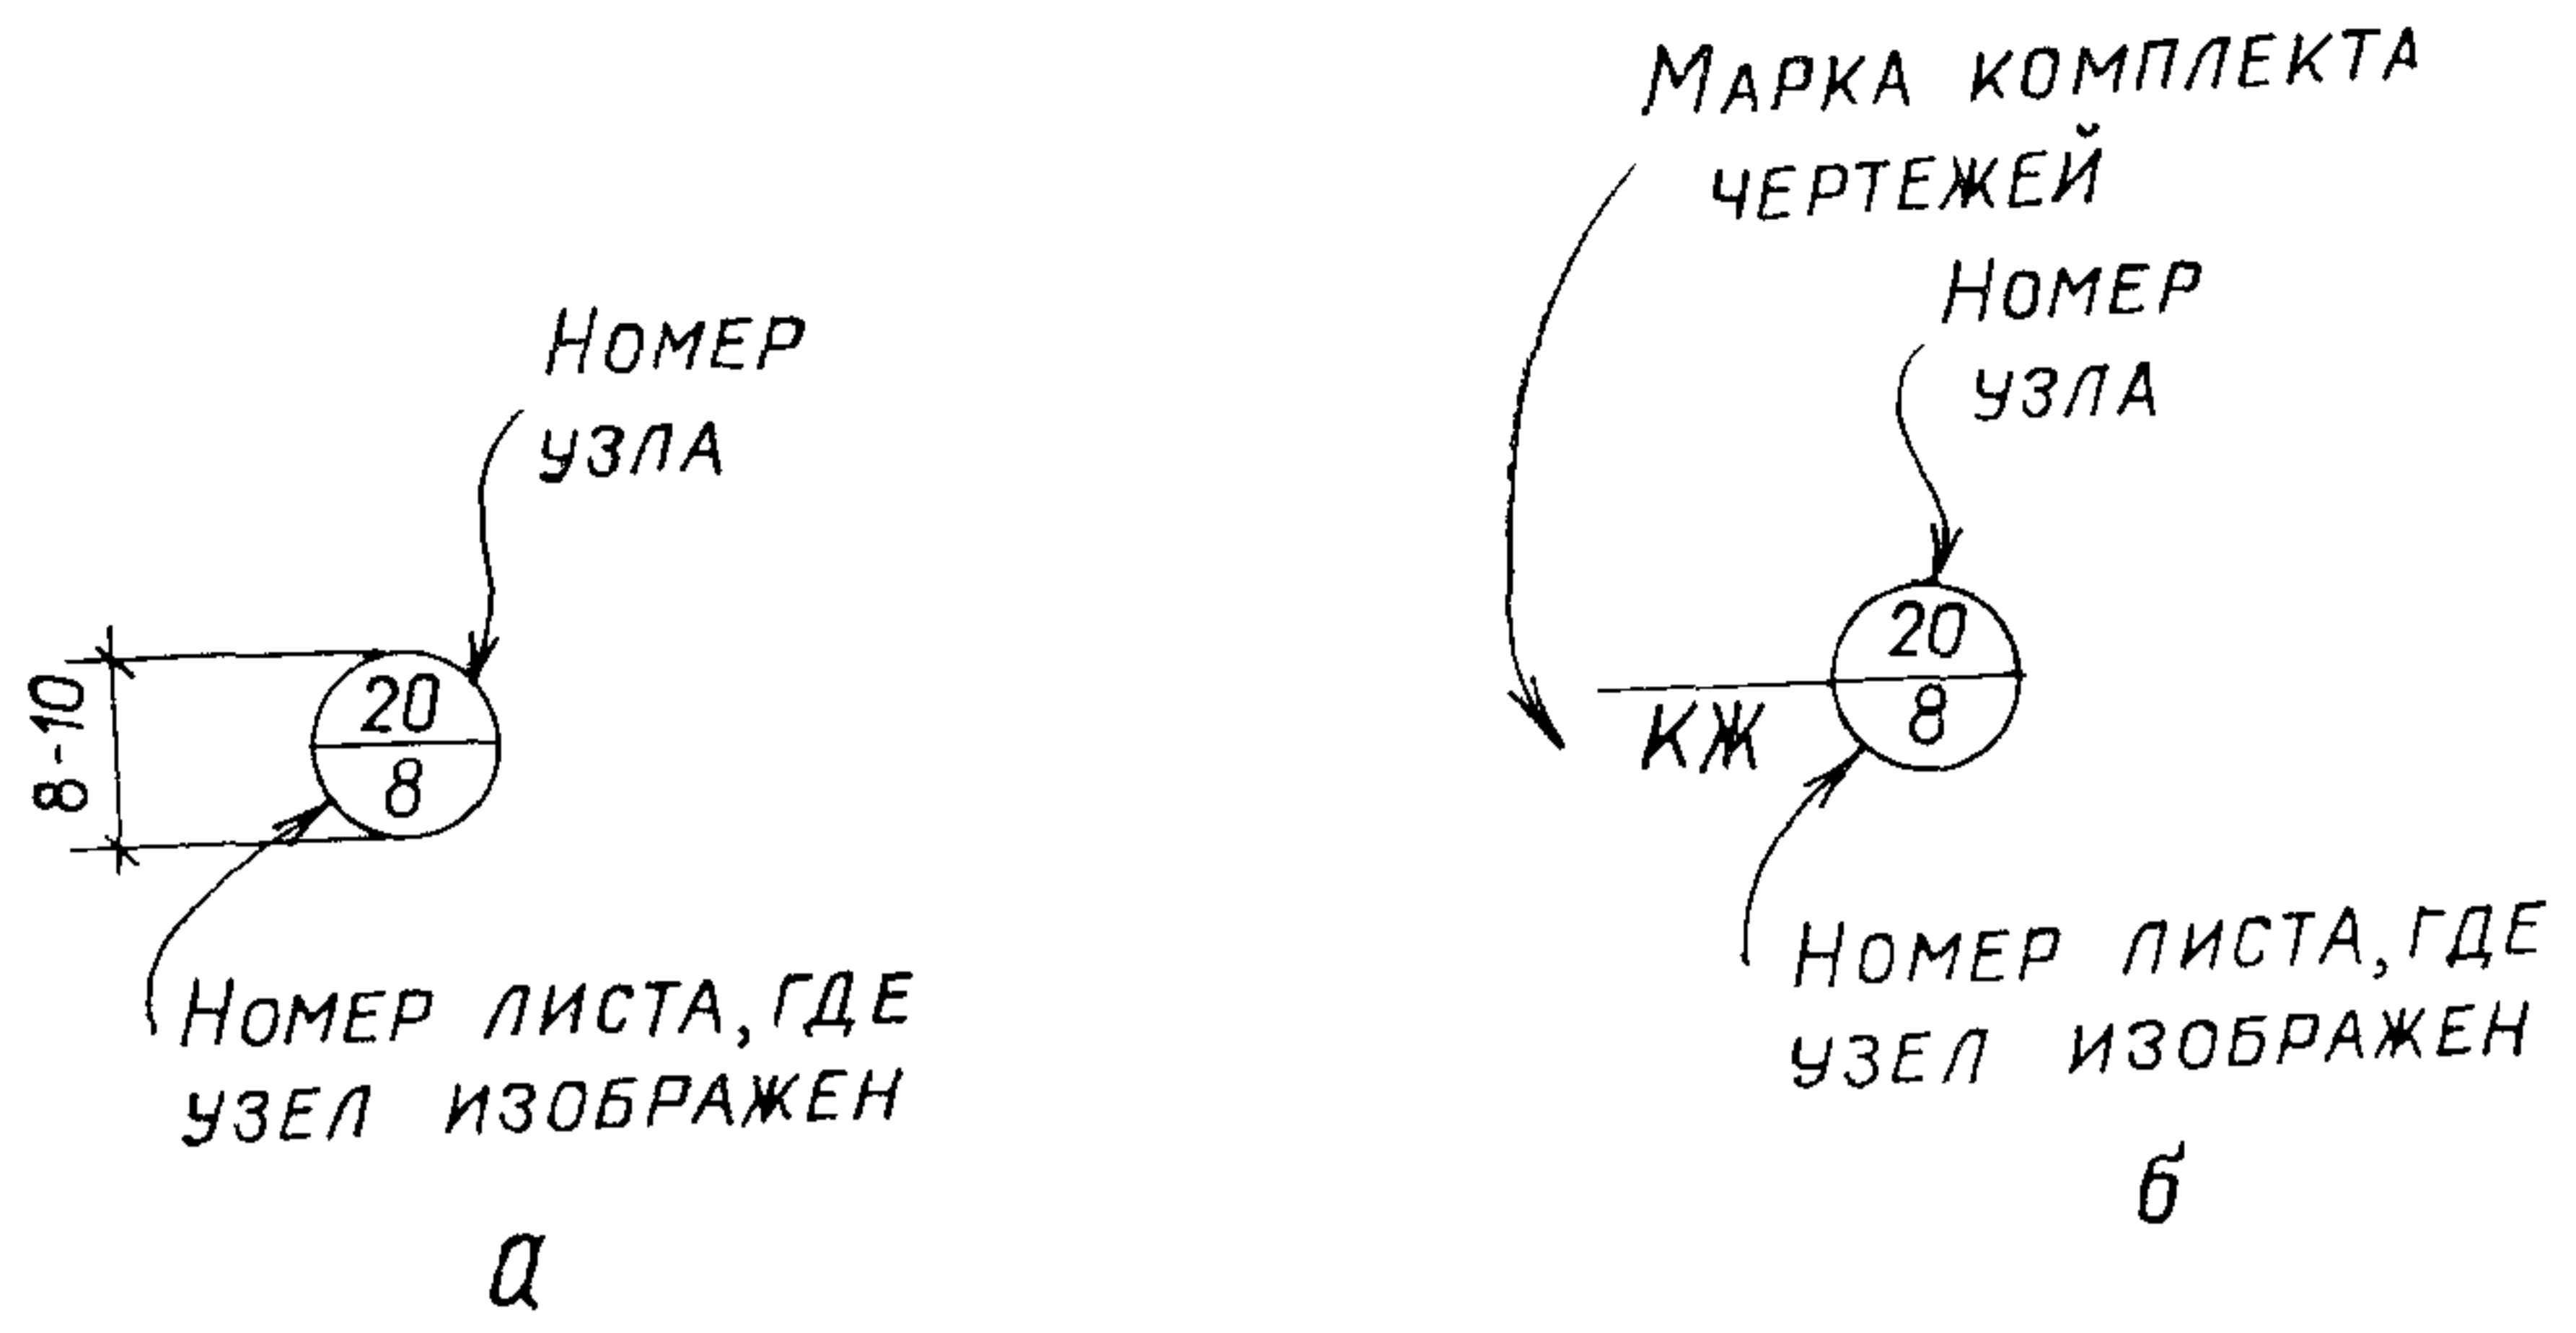 Номер
узла
8-10
20
8
Номер листа, где
узел изображен
а
Марка комплекта
чертежей
Номер
узла
20
8
КЖ
Номер листа, где
узел изображен
б